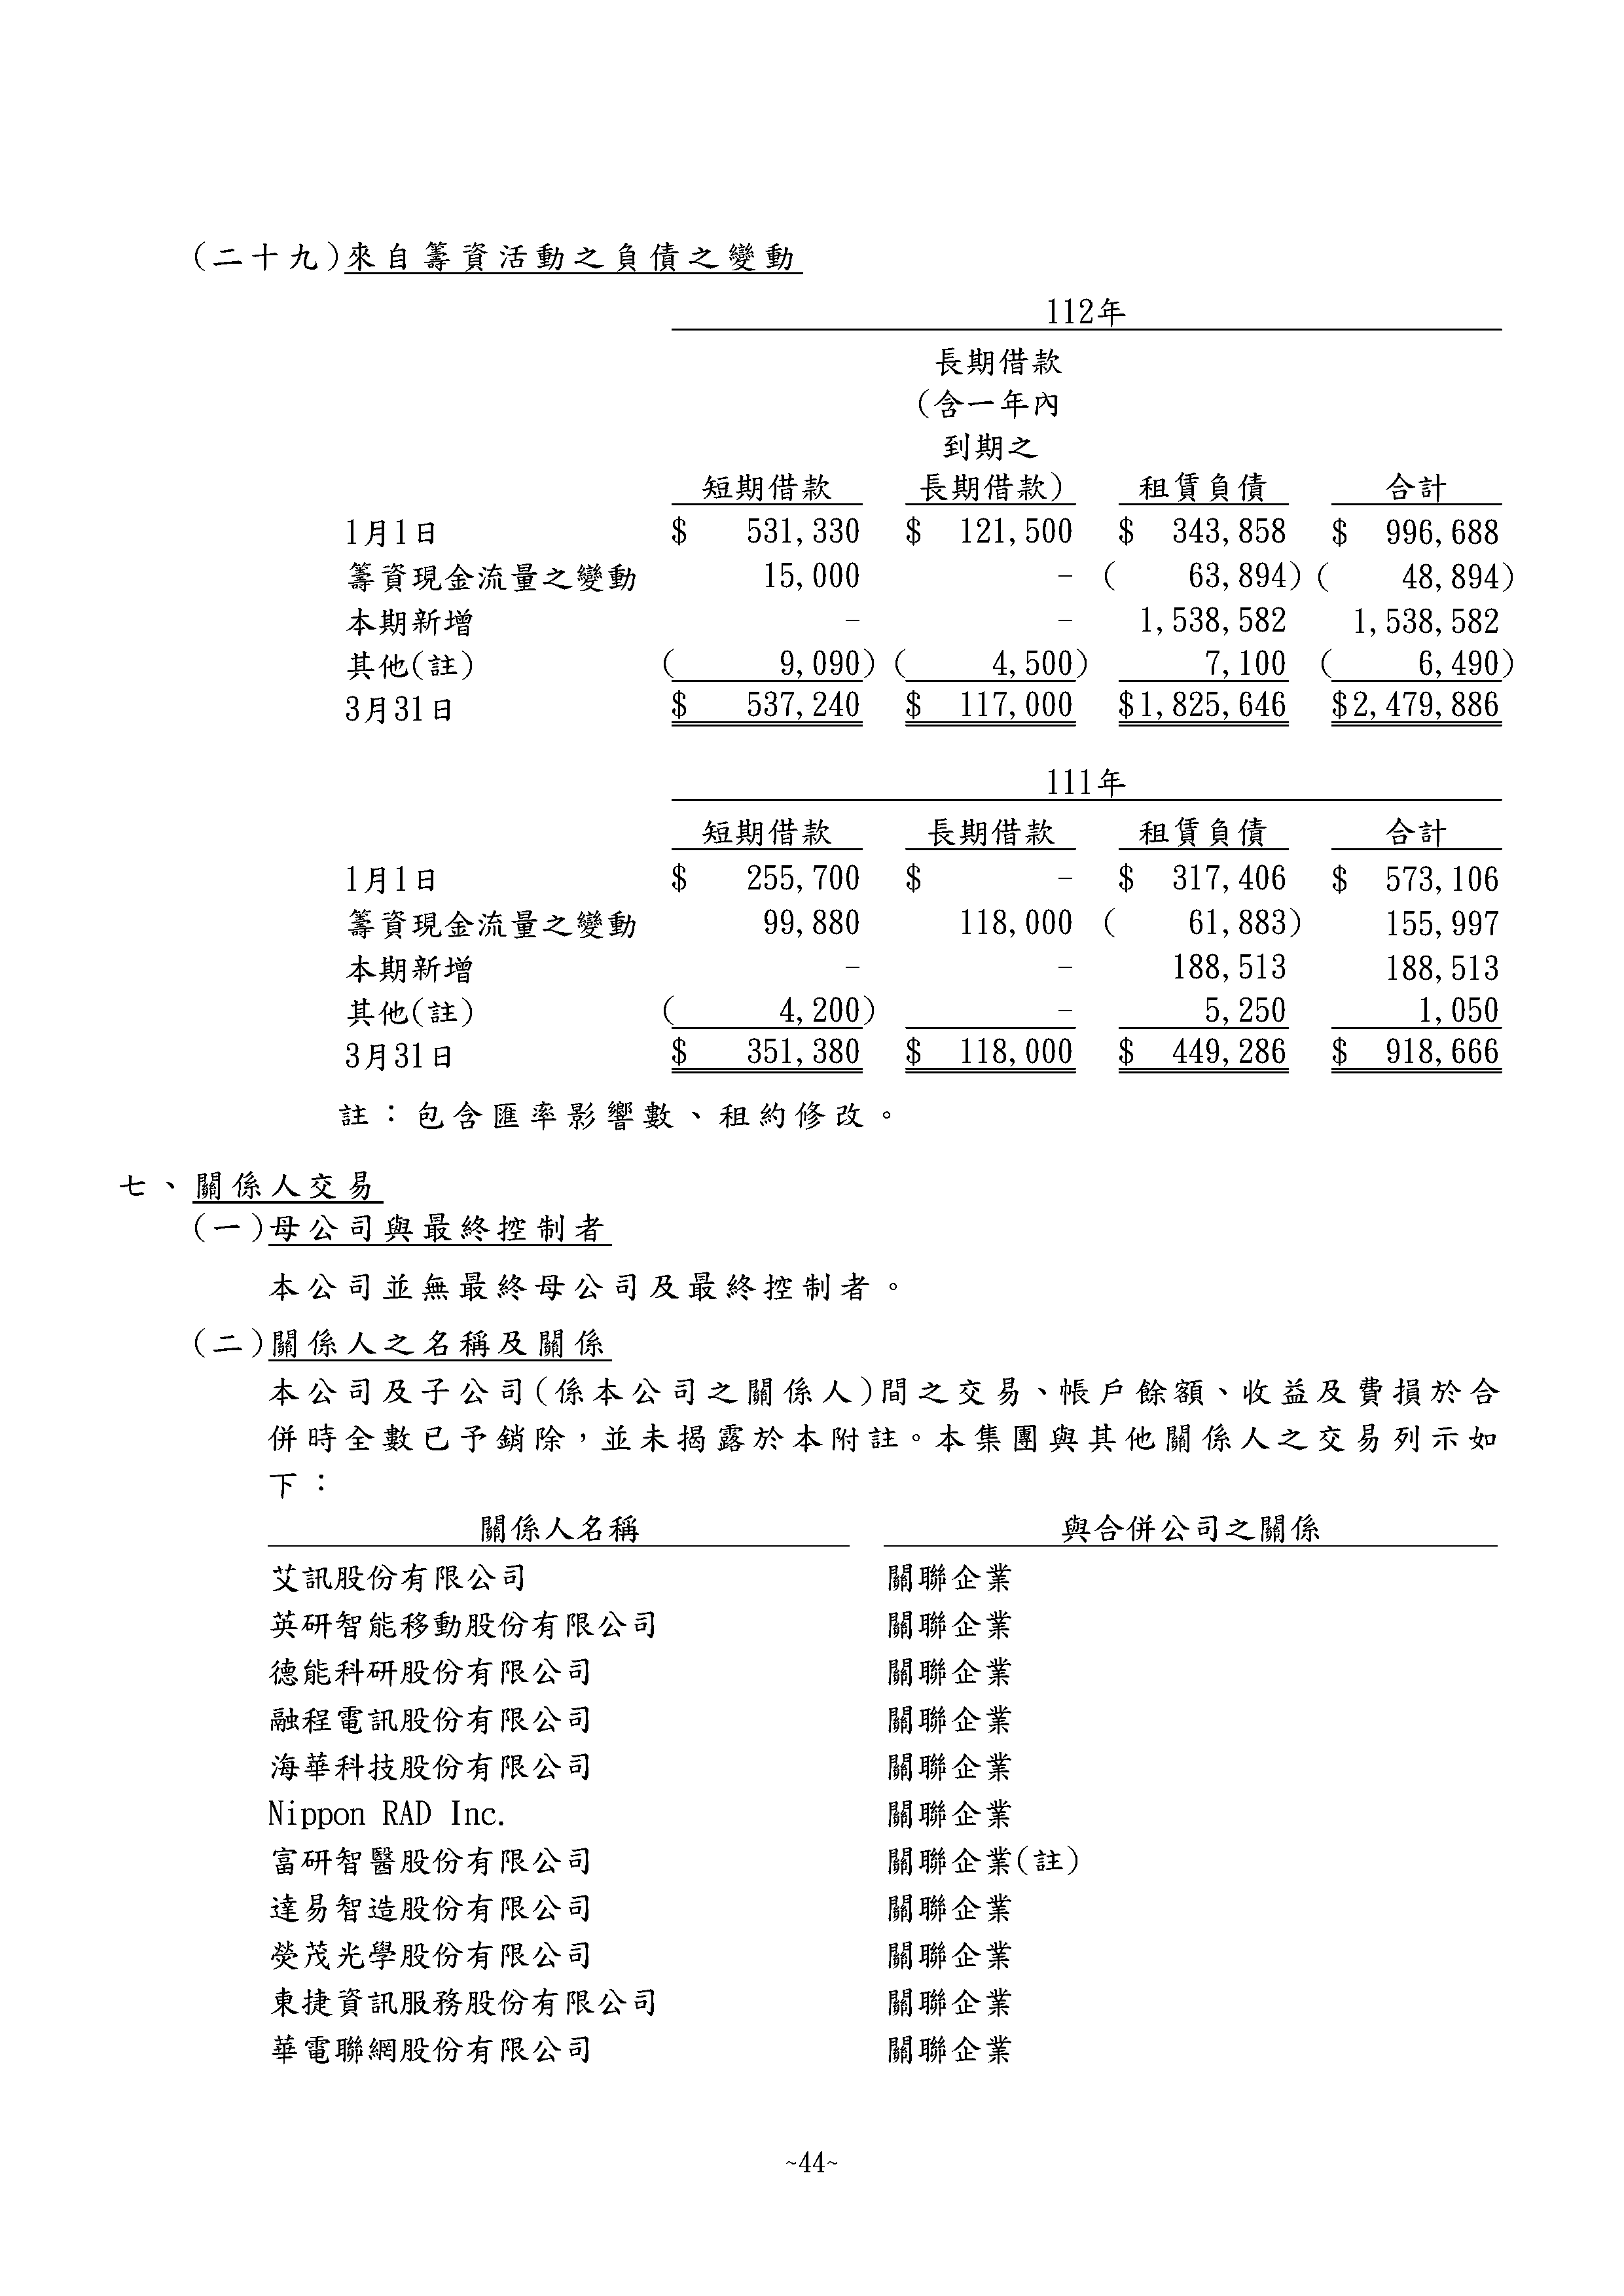 (二十九)來自籌資活動之負債之變動
112年
長期借款
(含一年內
到期之
短期借款 長期借款) 租賃負債 合計
1月1日 $ 531,330 $ 121,500 $ 343,858 $ 996,688
籌資現金流量之變動 15,000 - ( 63,894) ( 48,894)
本期新增 - - 1,538,582 1,538,582
其他(註) ( 9,090) ( 4,500) 7,100 ( 6,490)
3月31日 $ 537,240 $ 117,000 $1,825,646 $2,479,886
111年
短期借款 長期借款 租賃負債 合計
1月1日 $ 255,700 $ - $ 317,406 $ 573,106
籌資現金流量之變動 99,880 118,000 ( 61,883) 155,997
本期新增 - - 188,513 188,513
其他(註) ( 4,200) - 5,250 1,050
3月31日 $ 351,380 $ 118,000 $ 449,286 $ 918,666
註：包含匯率影響數、租約修改。
七、關係人交易
(一)母公司與最終控制者
本公司並無最終母公司及最終控制者。
(二)關係人之名稱及關係
本公司及子公司(係本公司之關係人)間之交易、帳戶餘額、收益及費損於合
併時全數已予銷除，並未揭露於本附註。本集團與其他關係人之交易列示如
下：
關係人名稱 與合併公司之關係
艾訊股份有限公司 關聯企業
英研智能移動股份有限公司 關聯企業
德能科研股份有限公司 關聯企業
融程電訊股份有限公司 關聯企業
海華科技股份有限公司 關聯企業
Nippon RAD Inc. 關聯企業
富研智醫股份有限公司 關聯企業(註)
達易智造股份有限公司 關聯企業
熒茂光學股份有限公司 關聯企業
東捷資訊服務股份有限公司 關聯企業
華電聯網股份有限公司 關聯企業
~44~